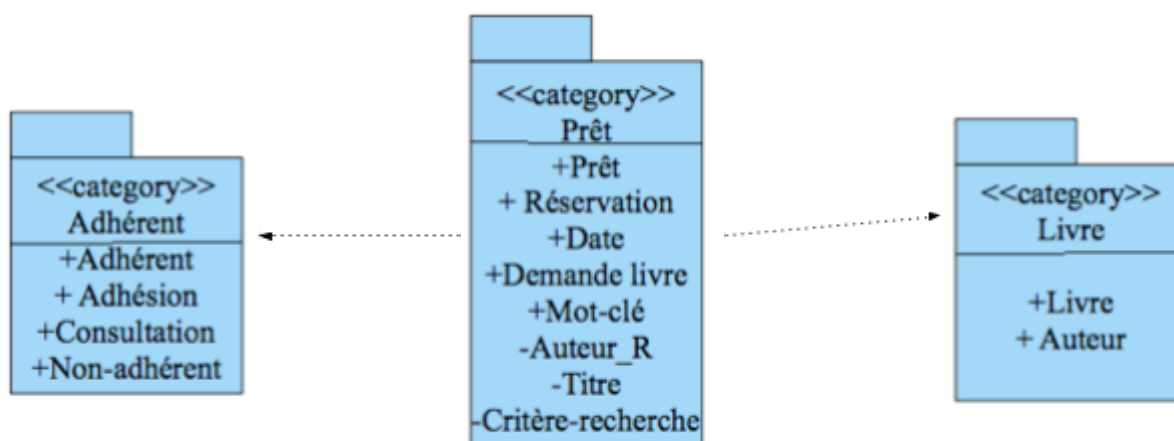 <<category>>
Adhérent
+Adhérent
+ Adhésion
+Consultation
+Non-adhérent
<<category>>
Prêt
+Prêt
+ Réservation
+Date
+Demande livre
+Mot-clé
-Auteur_R
-Titre
-Critère-recherche
<<category>>
Livre
+Livre
+ Auteur